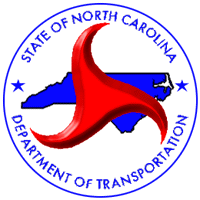 STATE OF NORTH CAROLINA
DEPARTMENT OF TRANSPORTATION